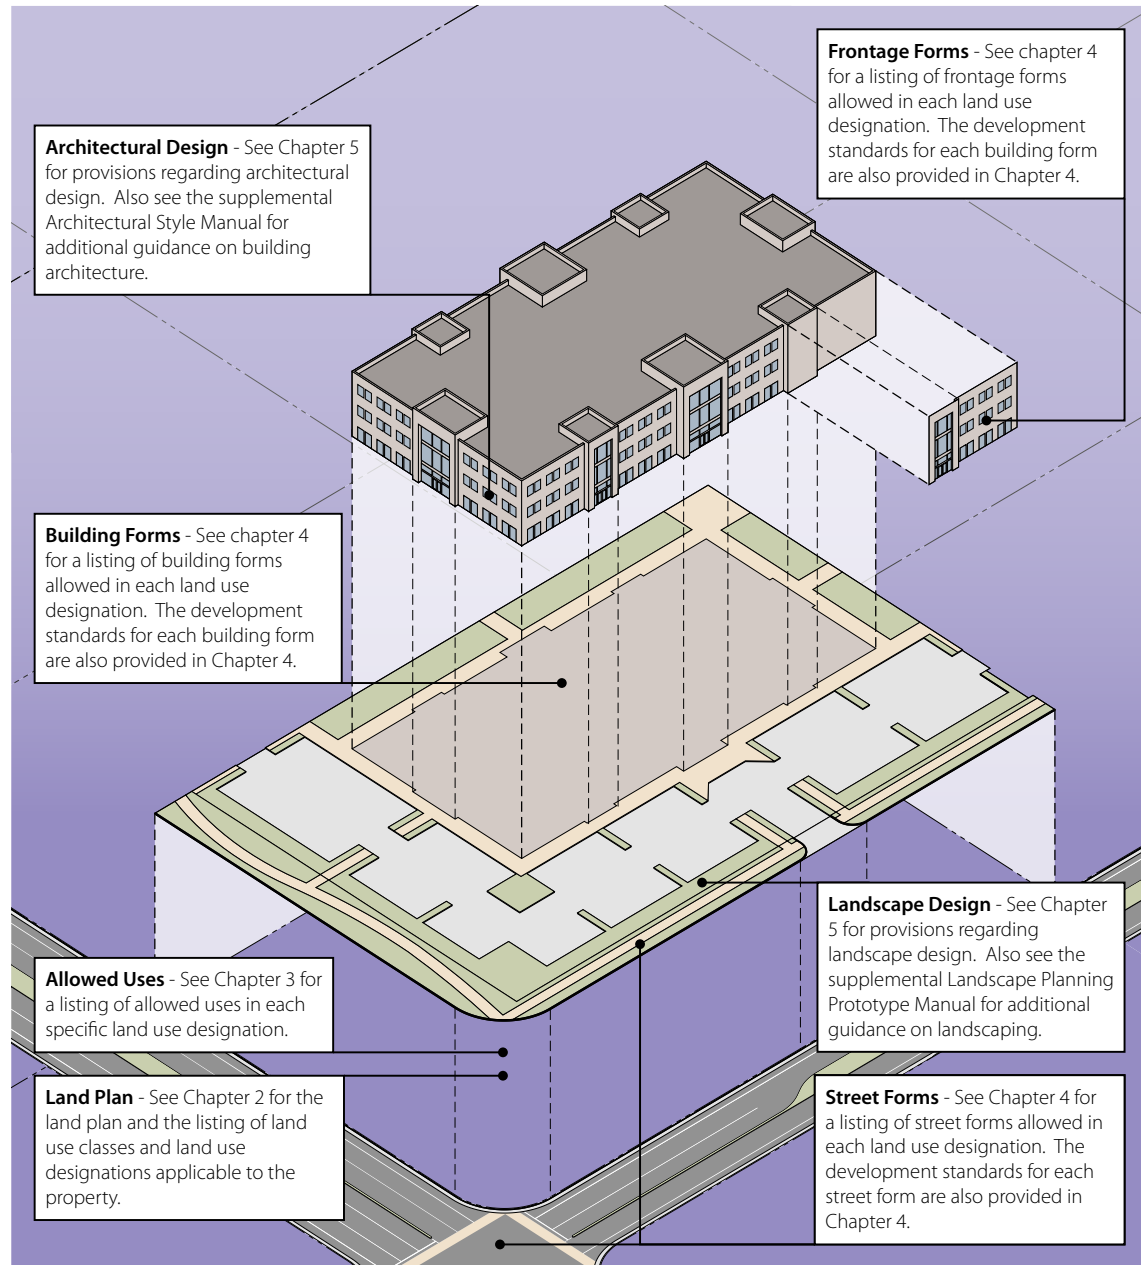 Frontage Forms - See chapter 4
for a listing of frontage forms
allowed in each land use
designation. The development
standards for each building form
are also provided in Chapter 4.
Architectural Design - See Chapter 5
for provisions regarding architectural
design. Also see the supplemental
Architectural Style Manual for
additional guidance on building
architecture.
Building Forms - See chapter 4
for a listing of building forms
allowed in each land use
designation. The development
standards for each building form
are also provided in Chapter 4.
Landscape Design - See Chapter
5 for provisions regarding
landscape design. Also see the
supplemental Landscape Planning
Prototype Manual for additional
guidance on landscaping.
Allowed Uses - See Chapter 3 for
a listing of allowed uses in each
specific land use designation.
Land Plan - See Chapter 2 for the
land plan and the listing of land
use classes and land use
designations applicable to the
property.
Street Forms - See Chapter 4 for
a listing of street forms allowed in
each land use designation. The
development standards for each
street form are also provided in
Chapter 4.